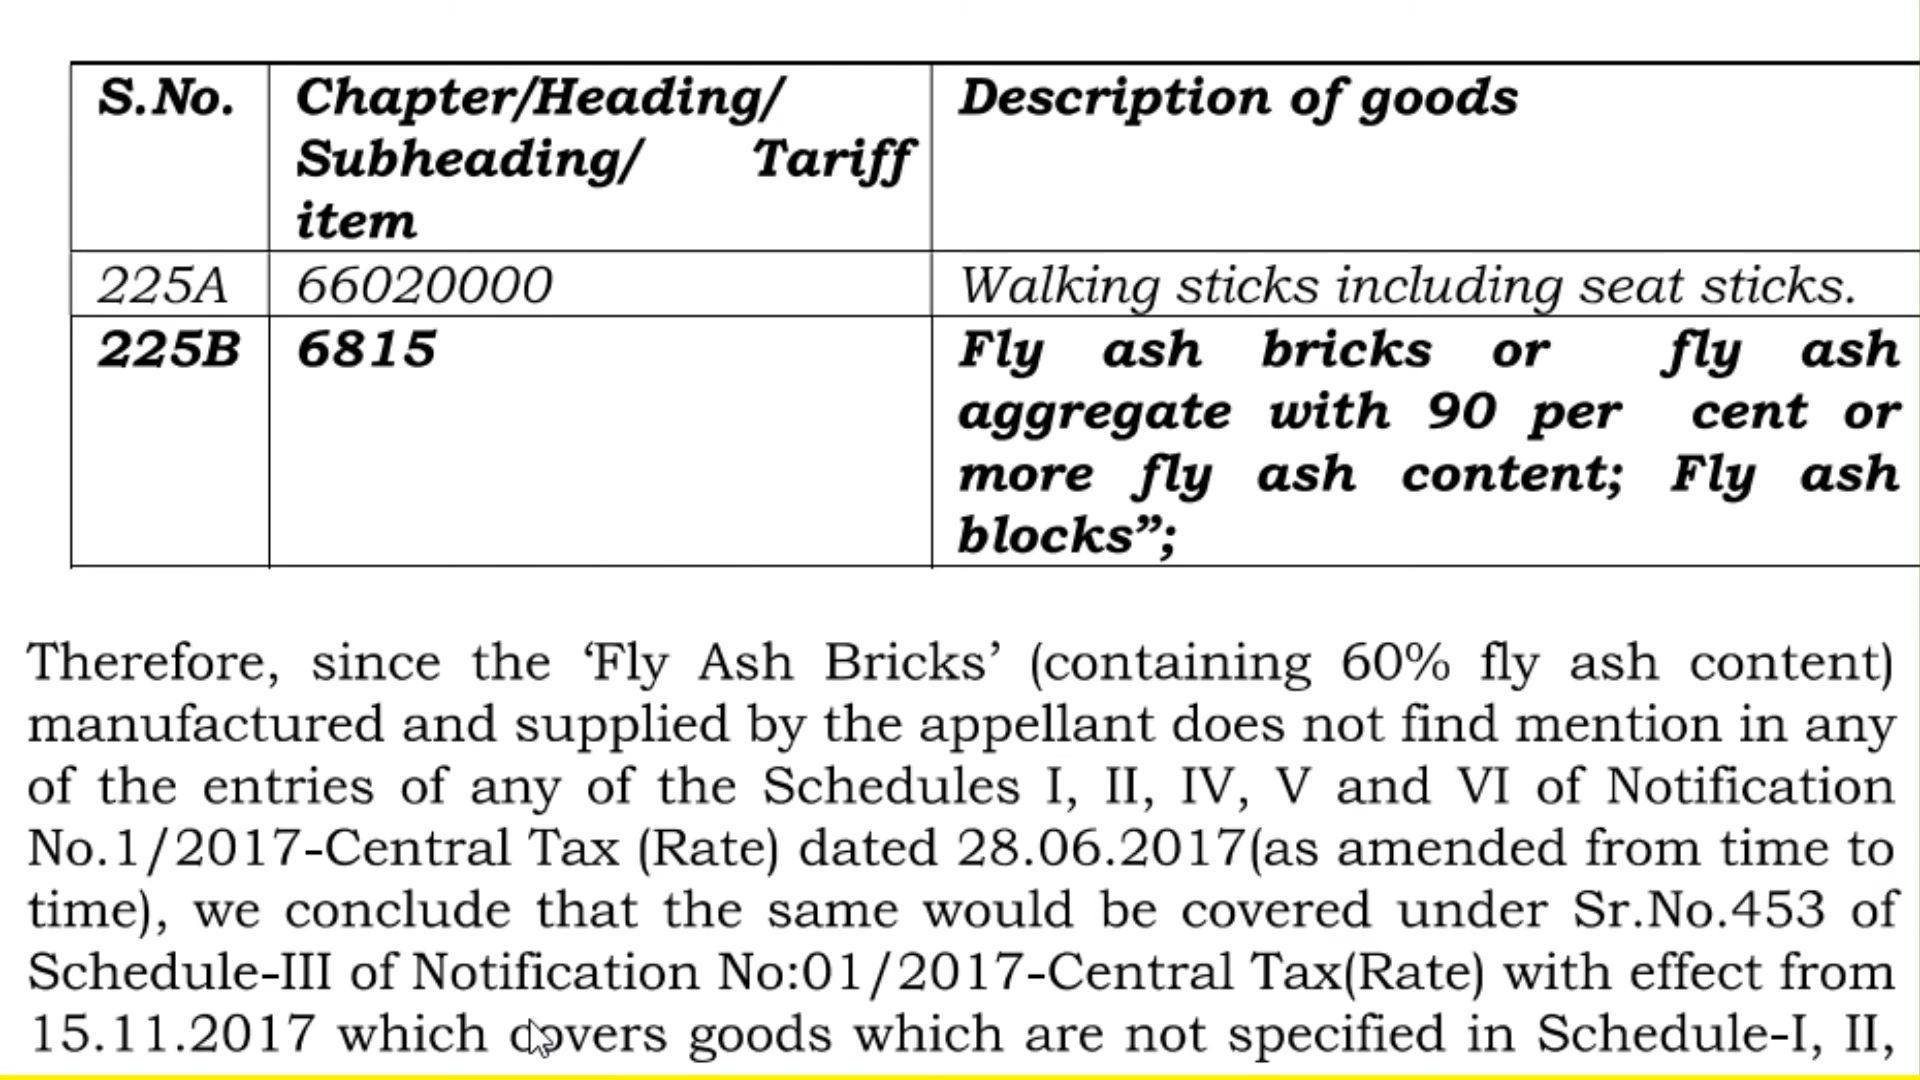 S.No. Chapter/Heading/ Description of goods
Subheading/ Tariff
item
225A 66020000 Walking sticks including seat sticks.
225B 6815 Fly ash bricks or fly ash
aggregate with 90 per cent or
more fly ash content; Fly ash
blocks”;
Therefore, since the ‘Fly Ash Bricks’ (containing 60% fly ash content)
manufactured and supplied by the appellant does not find mention in any
of the entries of any of the Schedules I, II, IV, V and VI of Notification
No.1/2017-Central Tax (Rate) dated 28.06.2017(as amended from time to
time), we conclude that the same would be covered under Sr.No.453 of
Schedule-III of Notification No:01/2017-Central Tax(Rate) with effect from
15.11.2017 which covers goods which are not specified in Schedule-I, II,